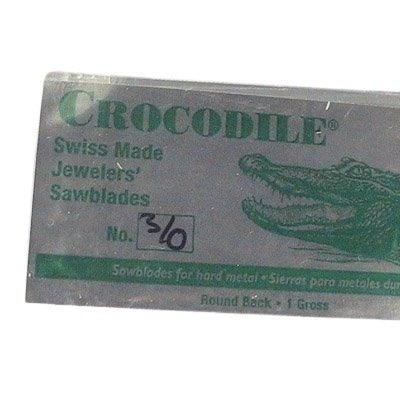 CROCODILE®
Swiss Made
Jewelers'
Sawblades
No. 3/0
Sawblades for hard metal • Sierras para metales dur
Round Back • 1 Gross